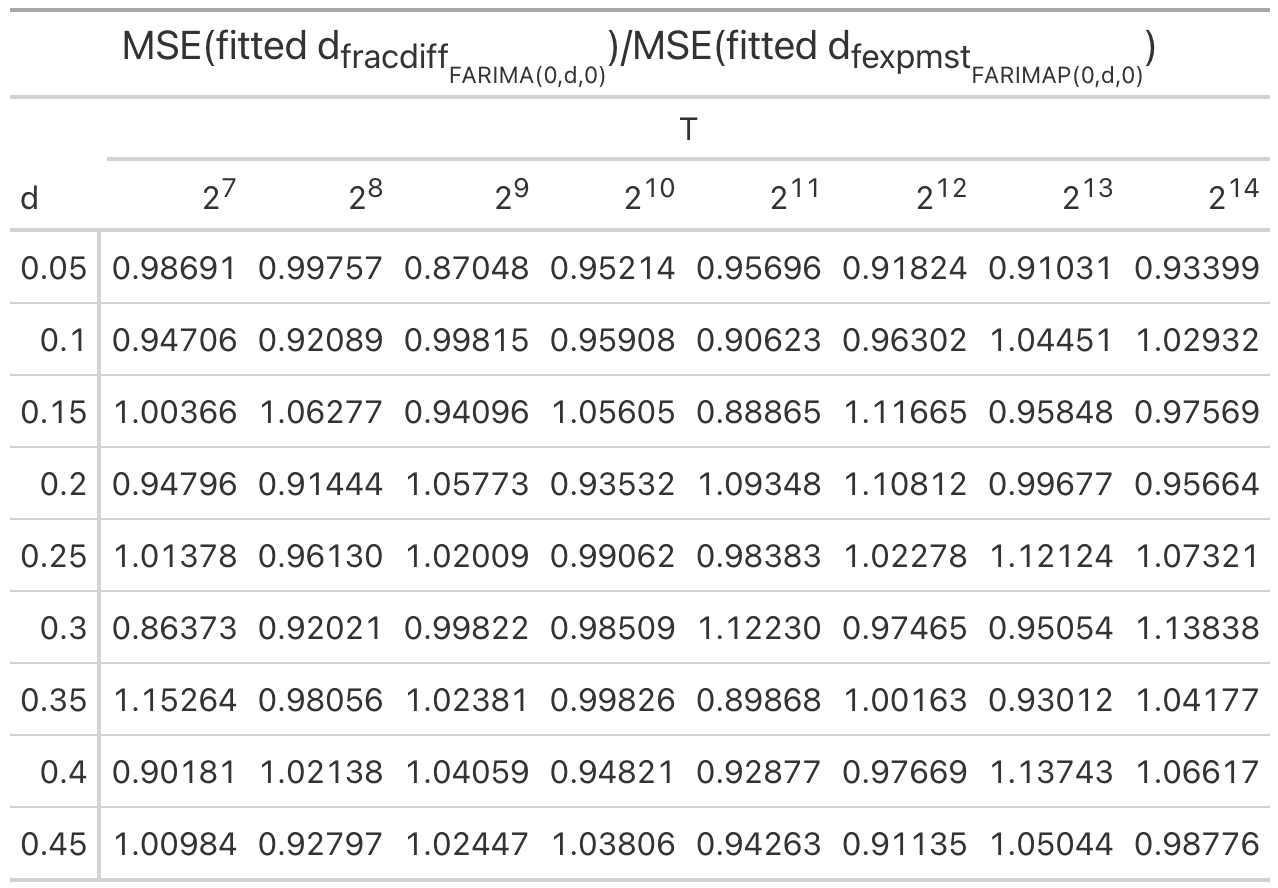 MSE(fitted dfracdiffFARIMA(0,d,0))/MSE(fitted dfexpmstFARIMAP(0,d,0))
T
d 2^7 2^8 2^9 2^10 2^11 2^12 2^13 2^14
0.05 0.98691 0.99757 0.87048 0.95214 0.95696 0.91824 0.91031 0.93399
0.1 0.94706 0.92089 0.99815 0.95908 0.90623 0.96302 1.04451 1.02932
0.15 1.00366 1.06277 0.94096 1.05605 0.88865 1.11665 0.95848 0.97569
0.2 0.94796 0.91444 1.05773 0.93532 1.09348 1.10812 0.99677 0.95664
0.25 1.01378 0.96130 1.02009 0.99062 0.98383 1.02278 1.12124 1.07321
0.3 0.86373 0.92021 0.99822 0.98509 1.12230 0.97465 0.95054 1.13838
0.35 1.15264 0.98056 1.02381 0.99826 0.89868 1.00163 0.93012 1.04177
0.4 0.90181 1.02138 1.04059 0.94821 0.92877 0.97669 1.13743 1.06617
0.45 1.00984 0.92797 1.02447 1.03806 0.94263 0.91135 1.05044 0.98776